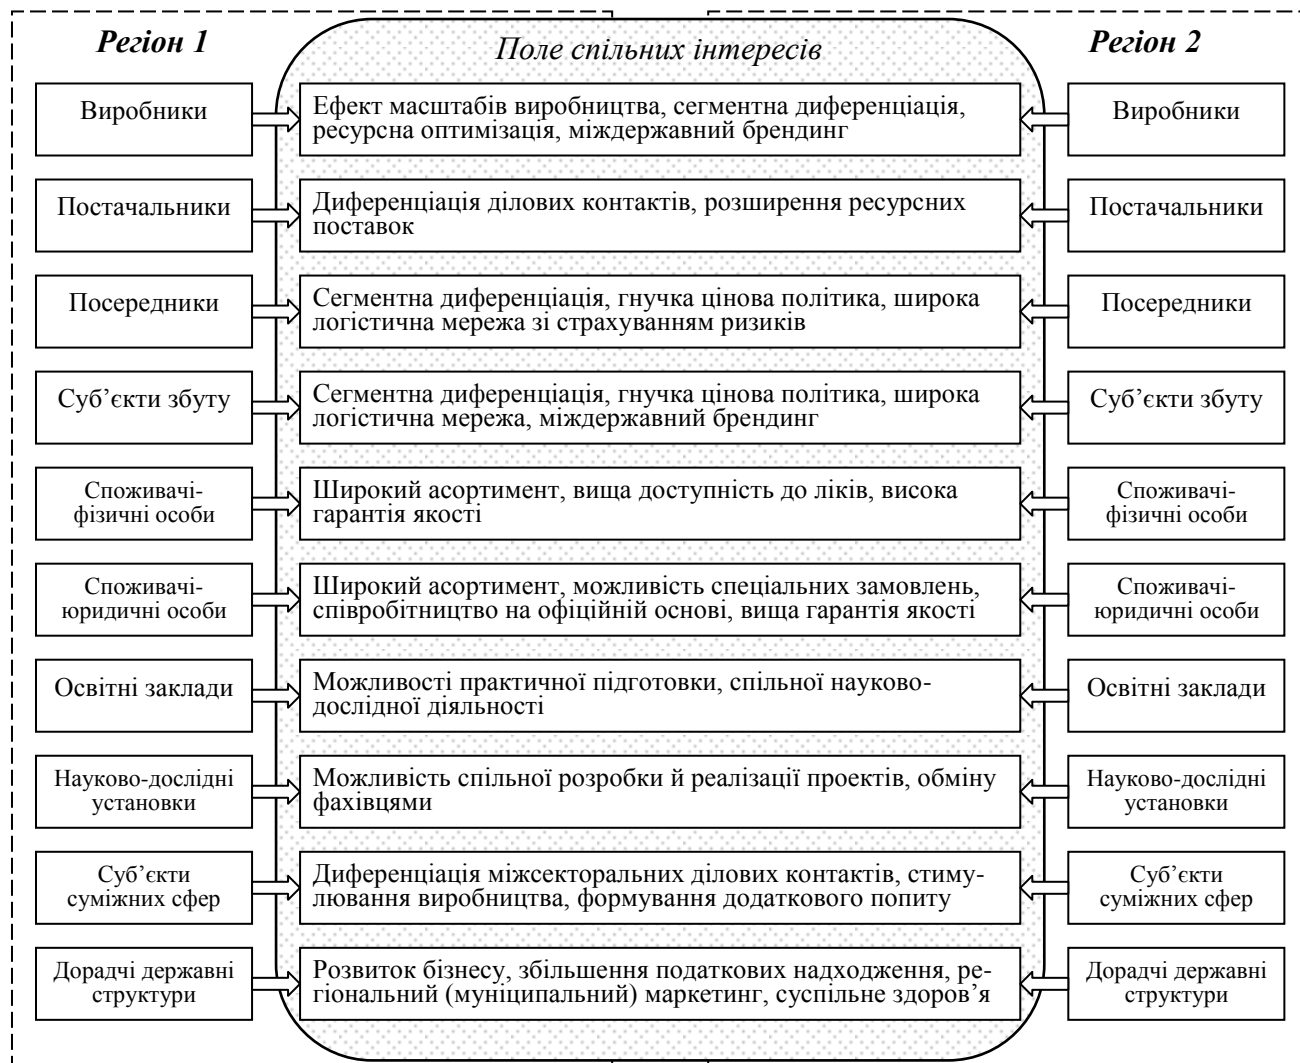 Регіон 1
Поле спільних інтересів
Регіон 2
Виробники
Ефект масштабів виробництва, сегментна диференціація,
ресурсна оптимізація, міждержавний брендинг
Виробники
Постачальники
Диференціація ділових контактів, розширення ресурсних
поставок
Постачальники
Посередники
Сегментна диференціація, гнучка цінова політика, широка
логістична мережа зі страхуванням ризиків
Посередники
Суб’єкти збуту
Сегментна диференціація, гнучка цінова політика, широка
логістична мережа, міждержавний брендинг
Суб’єкти збуту
Споживачі-
фізичні особи
Широкий асортимент, вища доступність до ліків, висока
гарантія якості
Споживачі-
фізичні особи
Споживачі-
юридичні особи
Широкий асортимент, можливість спеціальних замовлень,
співробітництво на офіційній основі, вища гарантія якості
Споживачі-
юридичні особи
Освітні заклади
Можливості практичної підготовки, спільної науково-
дослідної діяльності
Освітні заклади
Науково-дослідні
установки
Можливість спільної розробки й реалізації проектів, обміну
фахівцями
Науково-дослідні
установки
Суб’єкти
суміжних сфер
Диференціація міжсекторальних ділових контактів, стиму-
лювання виробництва, формування додаткового попиту
Суб’єкти
суміжних сфер
Дорадчі державні
структури
Розвиток бізнесу, збільшення податкових надходження, ре-
гіональний (муніципальний) маркетинг, суспільне здоров’я
Дорадчі державні
структури